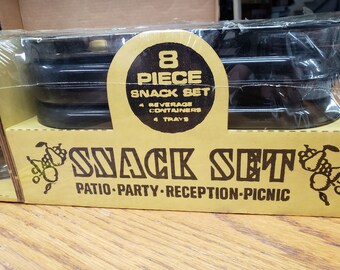 8
PIECE
SNACK SET
4 BEVERAGE
CONTAINERS
4 TRAYS
SNACK SET
PATIO·PARTY·RECEPTION·PICNIC